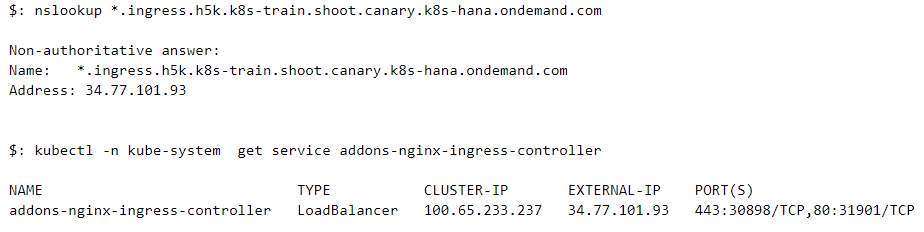 $: nslookup *.ingress.h5k.k8s-train.shoot.canary.k8s-hana.ondemand.com
Non-authoritative answer:
Name: *.ingress.h5k.k8s-train.shoot.canary.k8s-hana.ondemand.com
Address: 34.77.101.93
$: kubectl -n kube-system get service addons-nginx-ingress-controller
NAME TYPE CLUSTER-IP EXTERNAL-IP PORT(S)
addons-nginx-ingress-controller LoadBalancer 100.65.233.237 34.77.101.93 443:30898/TCP,80:31901/TCP